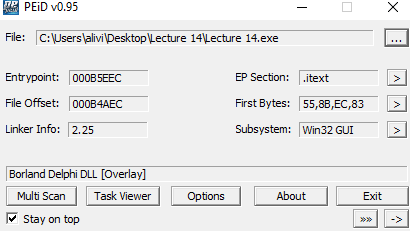 PEiD v0.95
File: C:\Users\alivi\Desktop\Lecture 14\Lecture 14.exe ...
Entrypoint: 000B5EEC EP Section: .itext >
File Offset: 000B4AEC First Bytes: 55,8B,EC,83 >
Linker Info: 2.25 Subsystem: Win32 GUI >
Borland Delphi DLL [Overlay]
Multi Scan Task Viewer Options About Exit
Stay on top »» ->